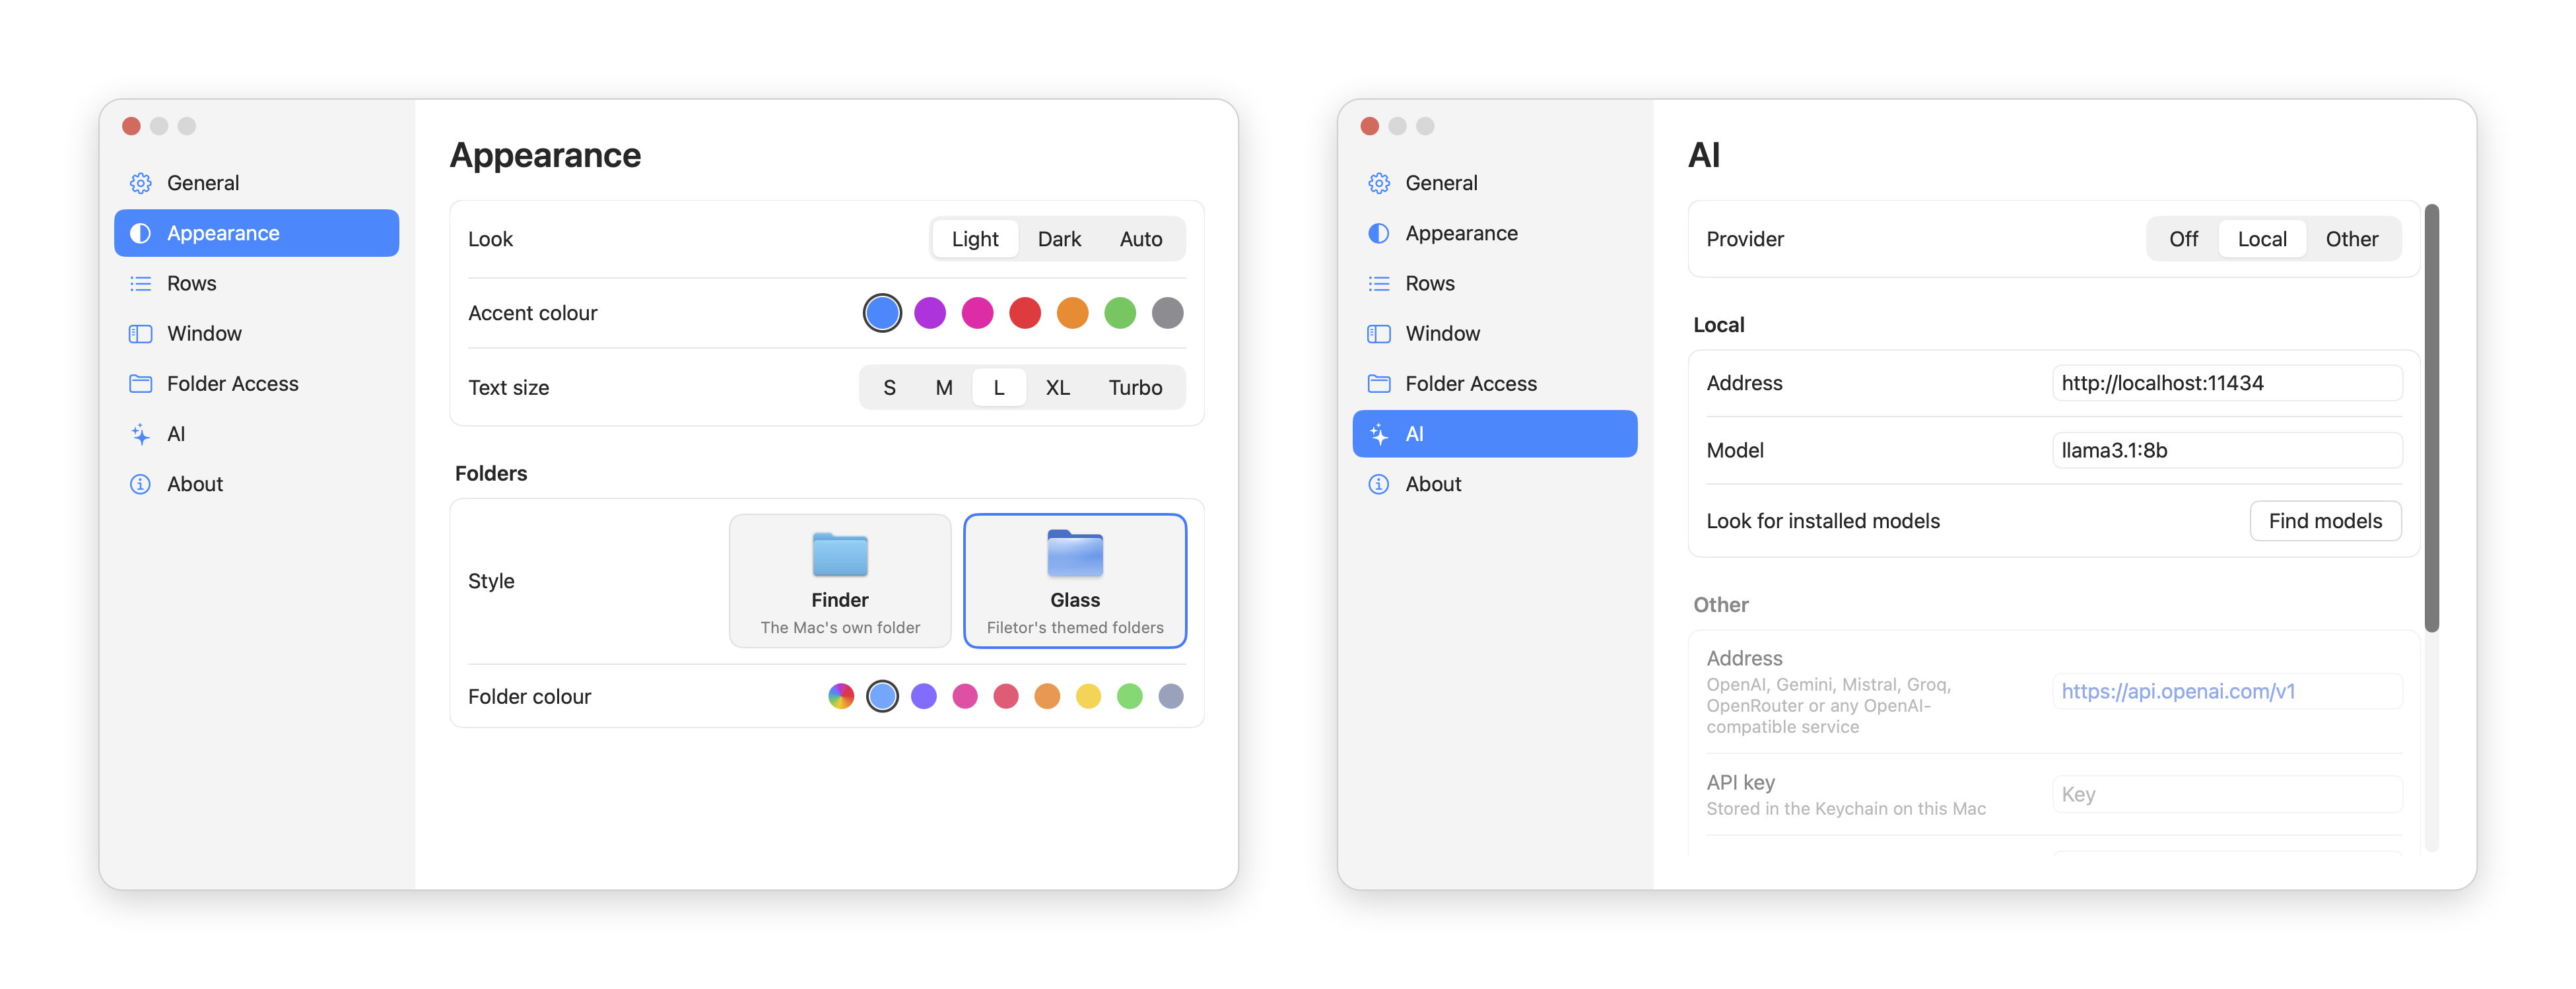 General
Appearance
Rows
Window
Folder Access
AI
About
Appearance
Look
Light Dark Auto
Accent colour
Text size
S M L XL Turbo
Folders
Style
Finder
The Mac's own folder
Glass
Filetor's themed folders
Folder colour
General
Appearance
Rows
Window
Folder Access
AI
About
AI
Provider
Off Local Other
Local
Address
http://localhost:11434
Model
llama3.1:8b
Look for installed models
Find models
Other
Address
OpenAI, Gemini, Mistral, Groq,
OpenRouter or any OpenAI-
compatible service
https://api.openai.com/v1
API key
Stored in the Keychain on this Mac
Key